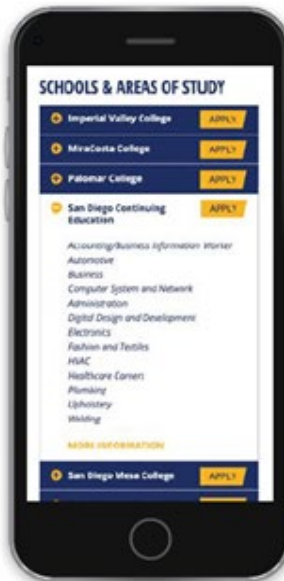 SCHOOLS & AREAS OF STUDY
Imperial Valley College APPLY
MiraCosta College APPLY
Palomar College APPLY
San Diego Continuing APPLY
Education
Accounting/Business Information Worker
Automotive
Business
Computer System and Network
Administration
Digital Design and Development
Electronics
Fashion and Textiles
HVAC
Healthcare Careers
Plumbing
Upholstery
Welding
MORE INFORMATION
San Diego Mesa College APPLY